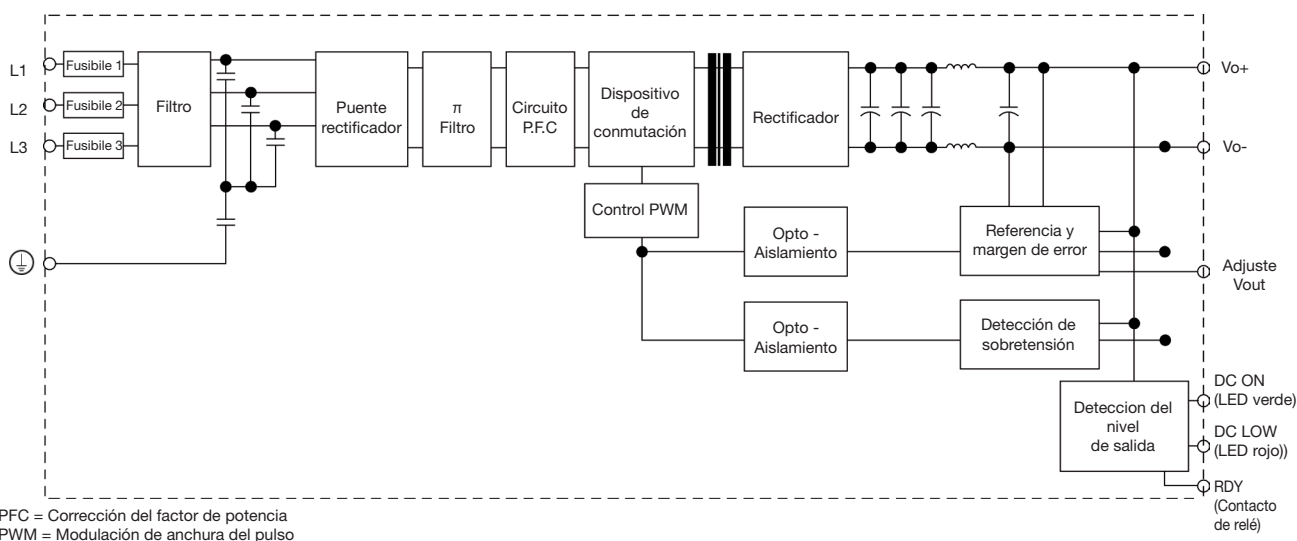 L1
Fusibile 1
L2
Fusibile 2
L3
Fusibile 3
Filtro
Puente
rectificador
π
Filtro
Circuito
P.F.C
Dispositivo
de
conmutación
Rectificador
Vo+
Vo-
Control PWM
Opto -
Aislamiento
Referencia y
margen de error
Adjuste
Vout
Opto -
Aislamiento
Detección de
sobretensión
Deteccion del
nivel
de salida
DC ON
(LED verde)
DC LOW
(LED rojo))
RDY
(Contacto
de relé)
PFC = Corrección del factor de potencia
PWM = Modulación de anchura del pulso